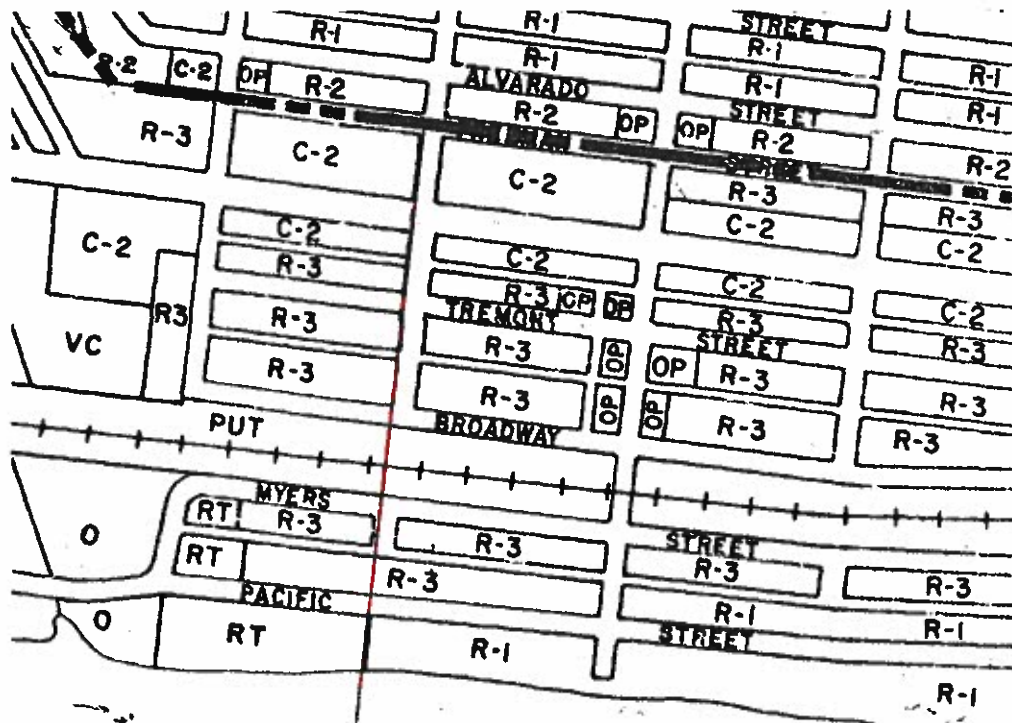 R-1
R-1
R-1
R-1
STREET
R-1
R-1
R-1
R-1
R-2
C-2
OP
R-2
ALVARADO
R-2
OP
OP
STREET
R-2
R-2
R-3
C-2
C-2
STREET
R-3
C-2
R-3
C-2
C-2
R3
C-2
R-3
C-2
R-3
OP
OP
C-2
R-3
C-2
R-3
VC
R-3
TREMONT
R-3
OP
STREET
OP
R-3
R-3
R-3
R-3
OP
OP
R-3
R-3
PUT
BROADWAY
MYERS
RT
R-3
R-3
STREET
R-3
R-3
O
RT
R-3
PACIFIC
R-1
R-1
STREET
O
RT
R-1
R-1